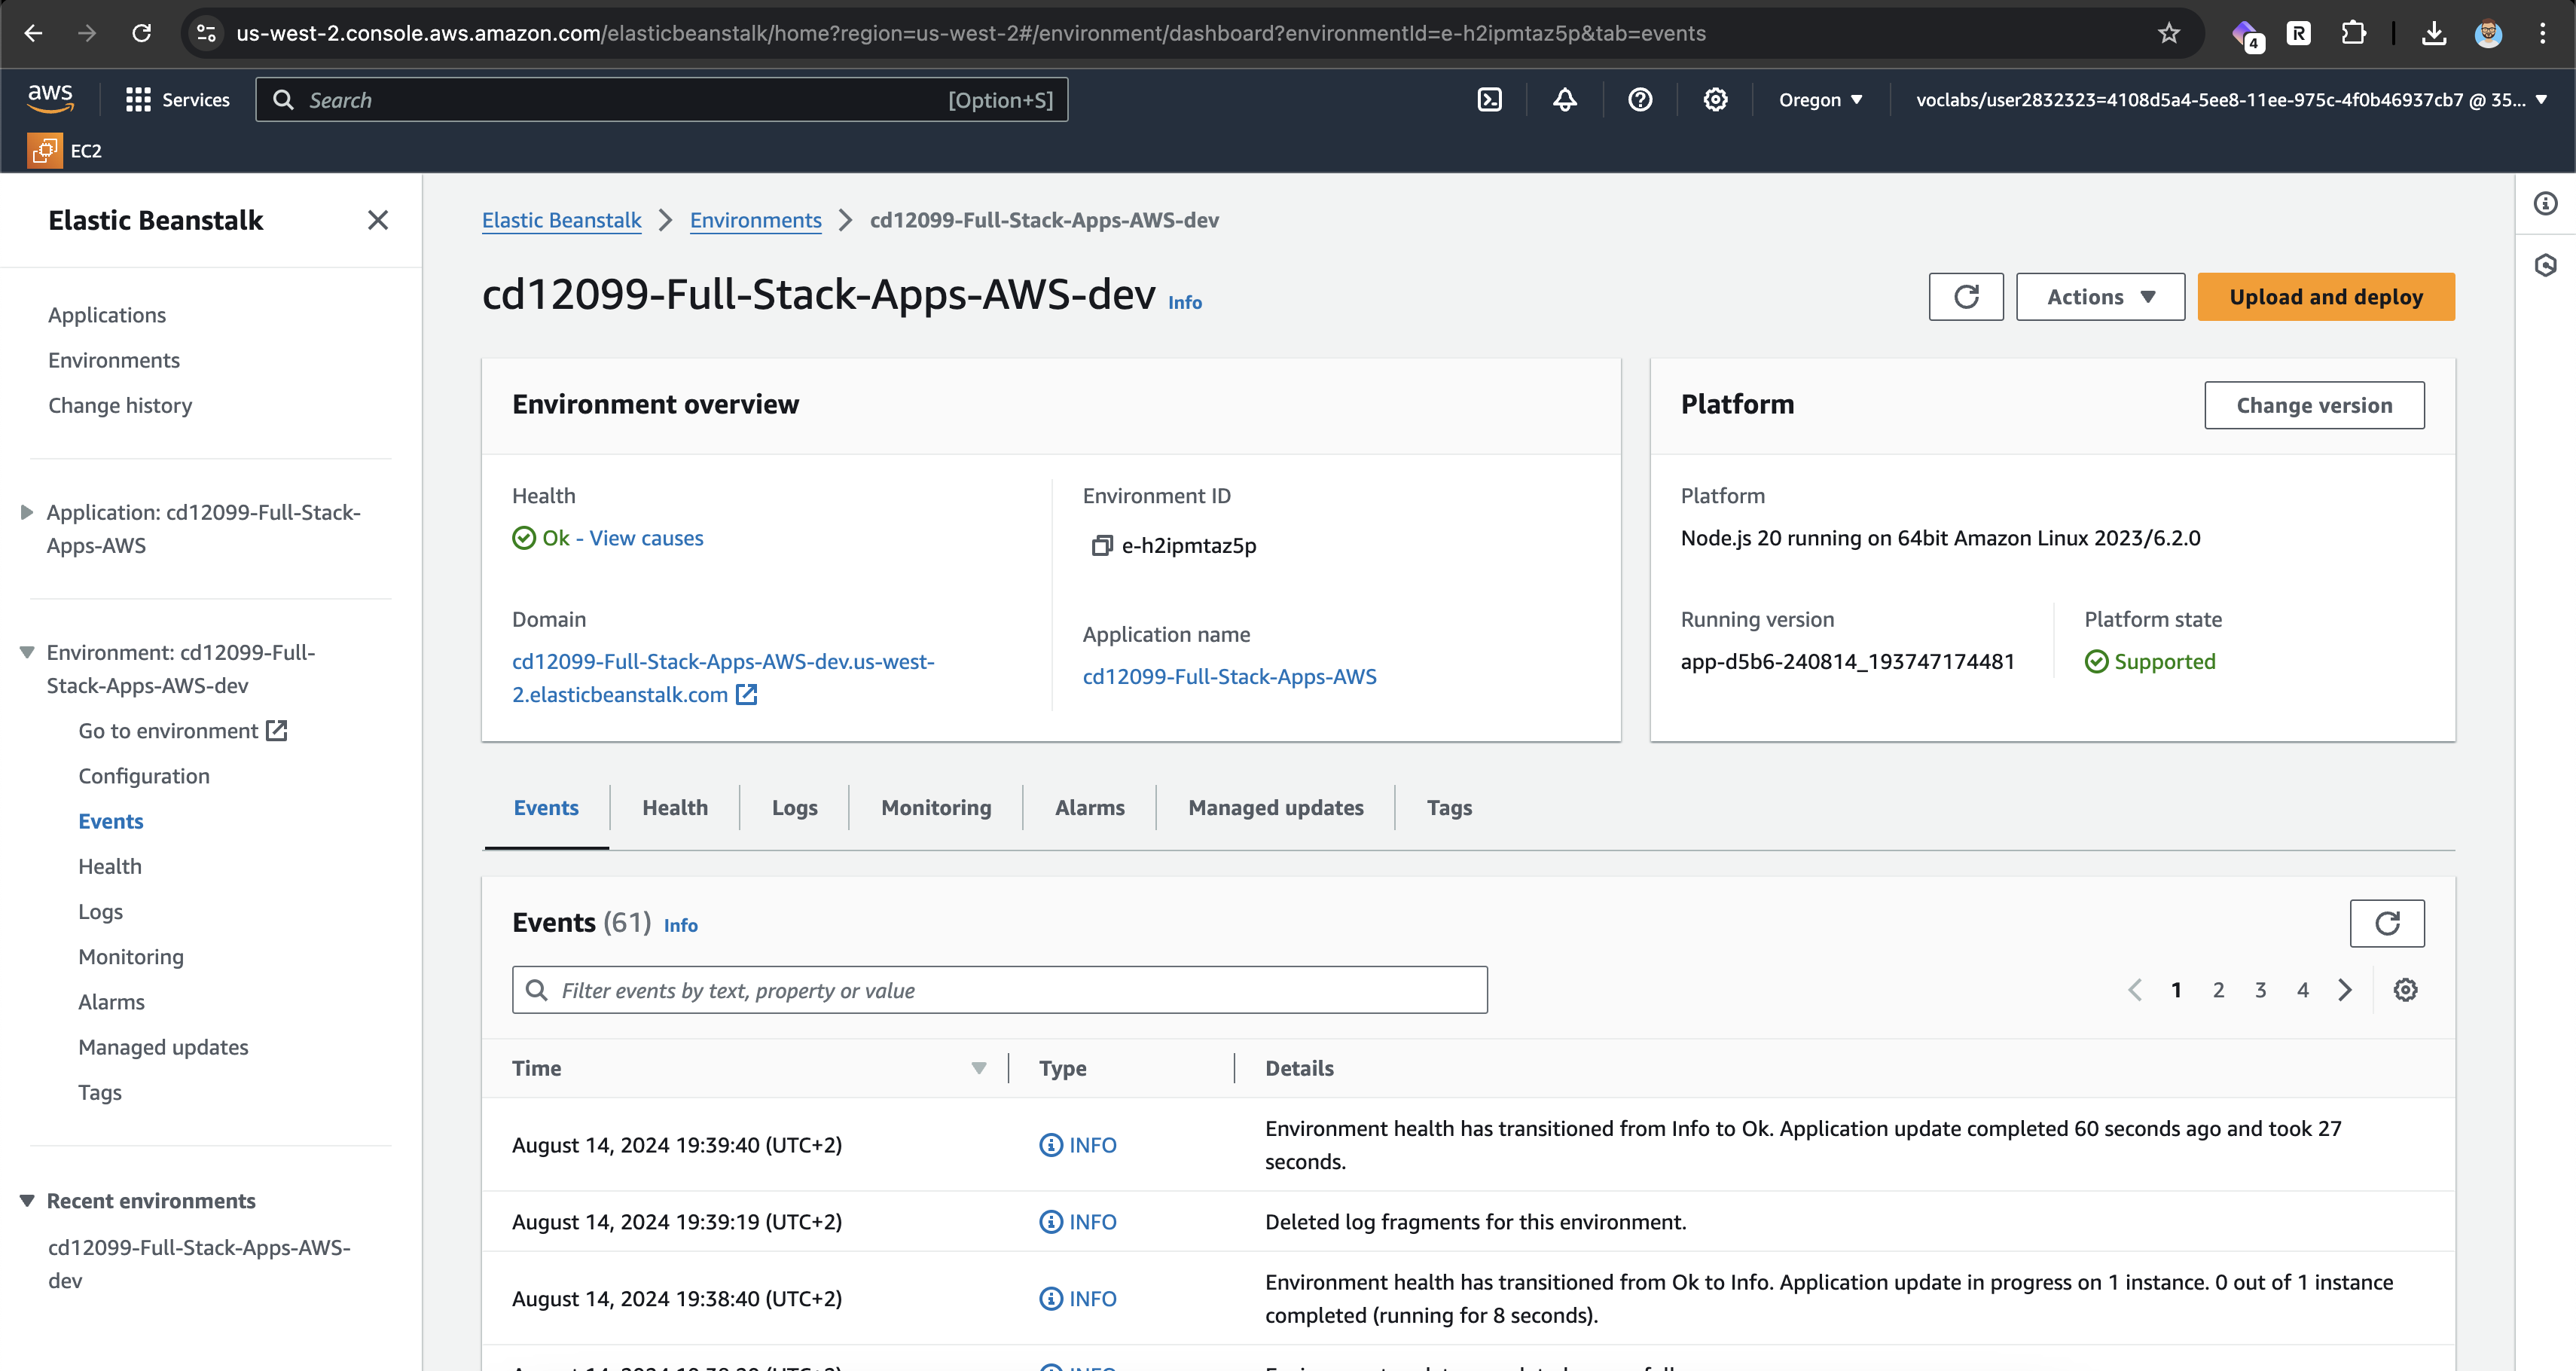 us-west-2.console.aws.amazon.com/elasticbeanstalk/home?region=us-west-2#/environment/dashboard?environmentId=e-h2ipmtaz5p&tab=events
4
R
aws
Services
Search
[Option+S]
Oregon
voclabs/user2832323=4108d5a4-5ee8-11ee-975c-4f0b46937cb7 @ 35...
EC2
Elastic Beanstalk
Applications
Environments
Change history
Application: cd12099-Full-Stack-
Apps-AWS
Environment: cd12099-Full-
Stack-Apps-AWS-dev
Go to environment
Configuration
Events
Health
Logs
Monitoring
Alarms
Managed updates
Tags
Recent environments
cd12099-Full-Stack-Apps-AWS-
dev
Elastic Beanstalk
Environments
cd12099-Full-Stack-Apps-AWS-dev
cd12099-Full-Stack-Apps-AWS-dev Info
Actions
Upload and deploy
Environment overview
Health
Ok - View causes
Domain
cd12099-Full-Stack-Apps-AWS-dev.us-west-
2.elasticbeanstalk.com
Environment ID
e-h2ipmtaz5p
Application name
cd12099-Full-Stack-Apps-AWS
Platform
Change version
Platform
Node.js 20 running on 64bit Amazon Linux 2023/6.2.0
Running version
app-d5b6-240814_193747174481
Platform state
Supported
Events
Health
Logs
Monitoring
Alarms
Managed updates
Tags
Events (61) Info
Filter events by text, property or value
1 2 3 4
Time
Type
Details
August 14, 2024 19:39:40 (UTC+2)
INFO
Environment health has transitioned from Info to Ok. Application update completed 60 seconds ago and took 27
seconds.
August 14, 2024 19:39:19 (UTC+2)
INFO
Deleted log fragments for this environment.
August 14, 2024 19:38:40 (UTC+2)
INFO
Environment health has transitioned from Ok to Info. Application update in progress on 1 instance. 0 out of 1 instance
completed (running for 8 seconds).